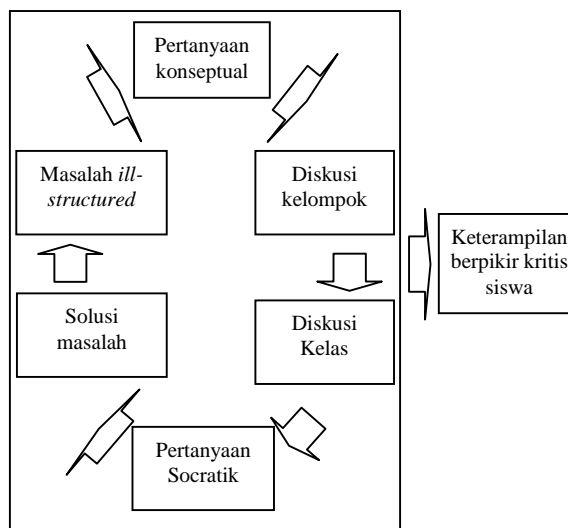 Pertanyaan
konseptual
Masalah ill-
structured
Diskusi
kelompok
Keterampilan
berpikir kritis
siswa
Solusi
masalah
Diskusi
Kelas
Pertanyaan
Socratik